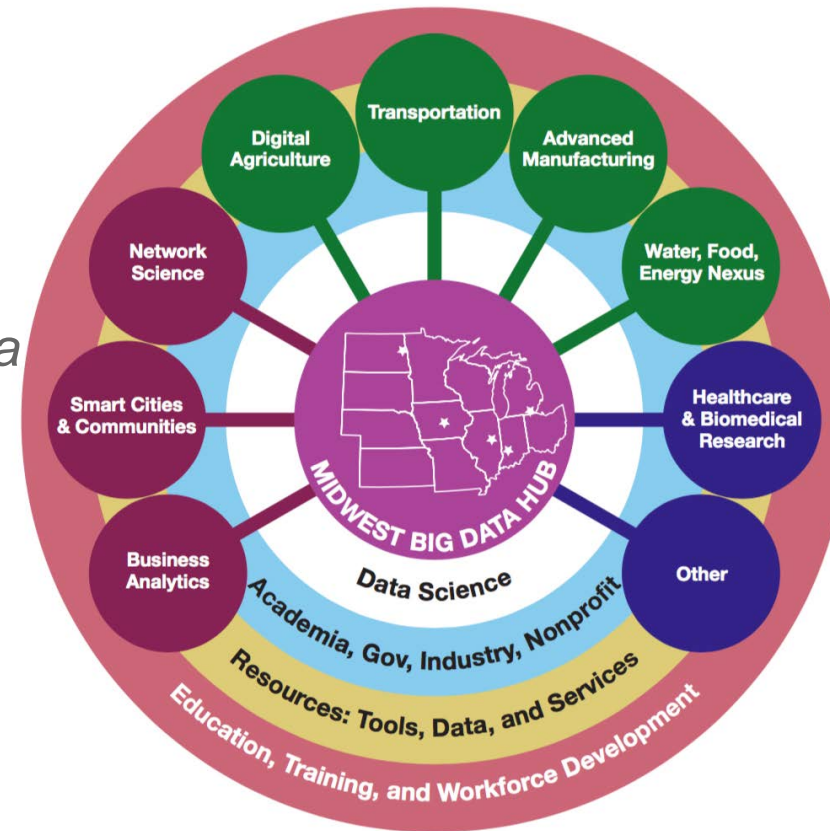 Transportation
Digital
Agriculture
Advanced
Manufacturing
Network
Science
Water, Food,
Energy Nexus
a
Smart Cities
& Communities
Healthcare
& Biomedical
Research
MIDWEST BIG DATA HUB
Business
Analytics
Other
Data Science
Academia, Gov, Industry, Nonprofit
Resources: Tools, Data, and Services
Education, Training, and Workforce Development